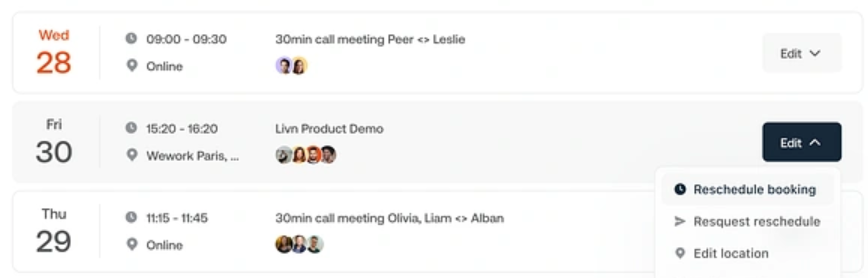 Wed
28
09:00 - 09:30
Online
30min call meeting Peer <> Leslie
Edit
Fri
30
15:20 - 16:20
Wework Paris, ...
Livn Product Demo
Edit
Reschedule booking
Resquest reschedule
Edit location
Thu
29
11:15 - 11:45
Online
30min call meeting Olivia, Liam <> Alban